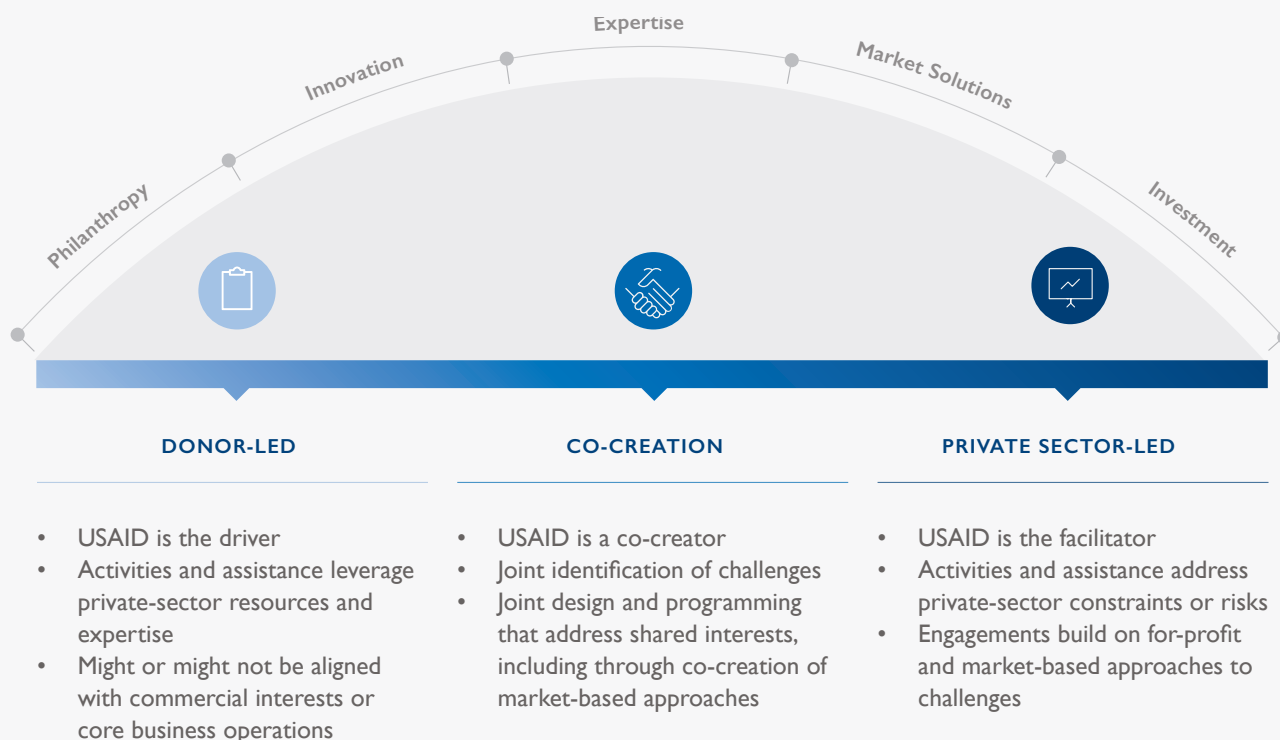 Philanthropy
Innovation
Expertise
Market Solutions
Investment
DONOR-LED
• USAID is the driver
• Activities and assistance leverage
private-sector resources and
expertise
• Might or might not be aligned
with commercial interests or
core business operations
CO-CREATION
• USAID is a co-creator
• Joint identification of challenges
• Joint design and programming
that address shared interests,
including through co-creation of
market-based approaches
PRIVATE SECTOR-LED
• USAID is the facilitator
• Activities and assistance address
private-sector constraints or risks
• Engagements build on for-profit
and market-based approaches to
challenges